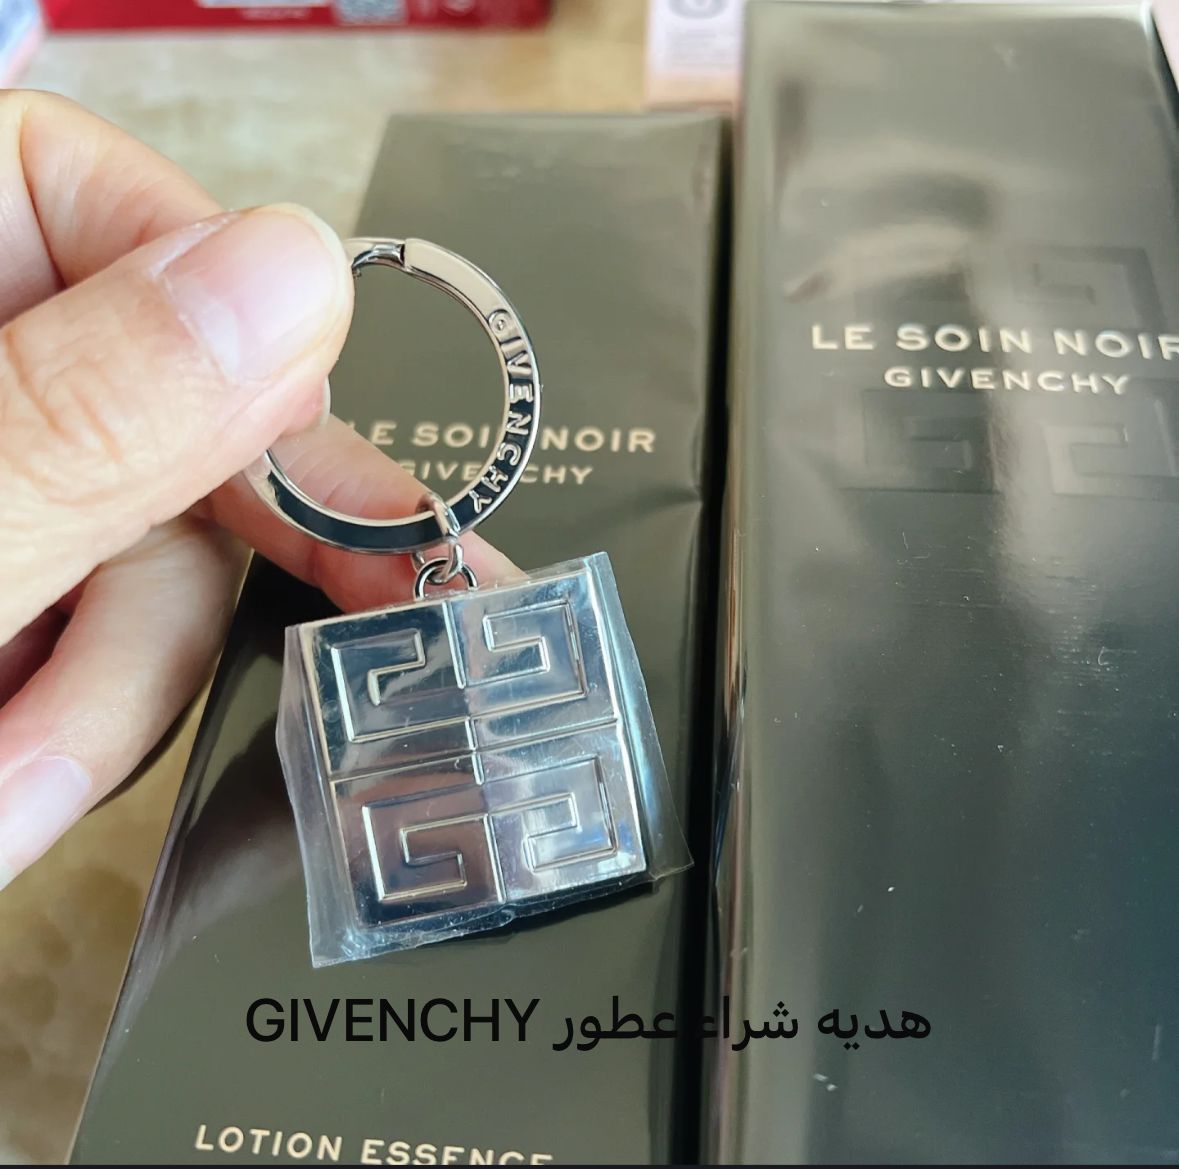 LE SOIN NOIR
GIVENCHY
GIVENCHY
LE SOIN NOIR
GIVENCHY
هديه شراء عطور GIVENCHY
LOTION ESSENCE